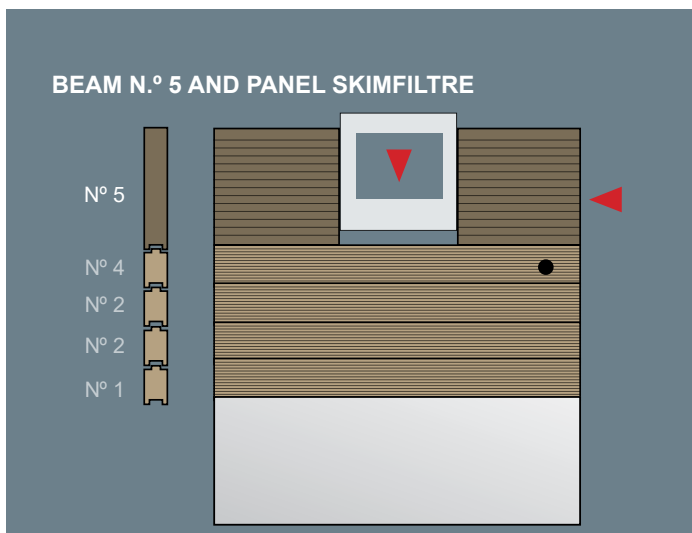 BEAM N.º 5 AND PANEL SKIMFILTRE
Nº 5
Nº 4
Nº 2
Nº 2
Nº 1